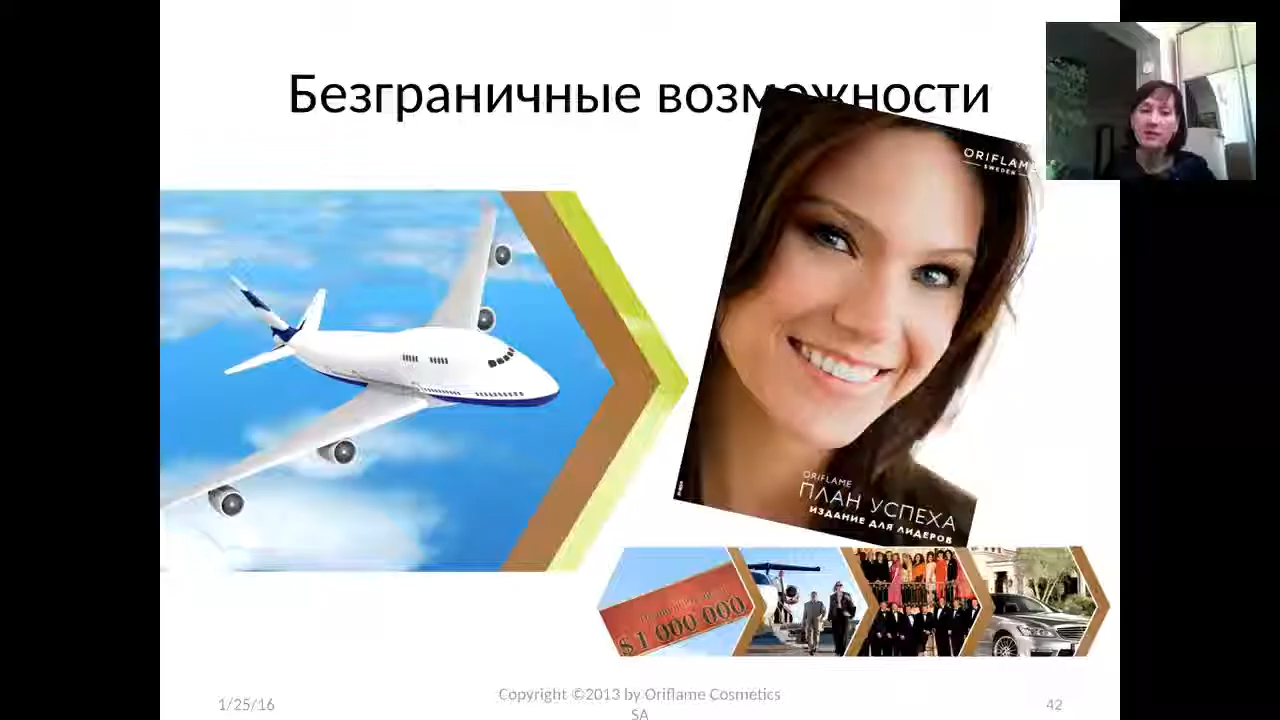 Безграничные возможности
ORIFLAME
SWEDEN
ORIFLAME
ПЛАН УСПЕХА
ИЗДАНИЕ ДЛЯ ЛИДЕРОВ
$1 000 000
1/25/16
Copyright ©2013 by Oriflame Cosmetics
SA
42